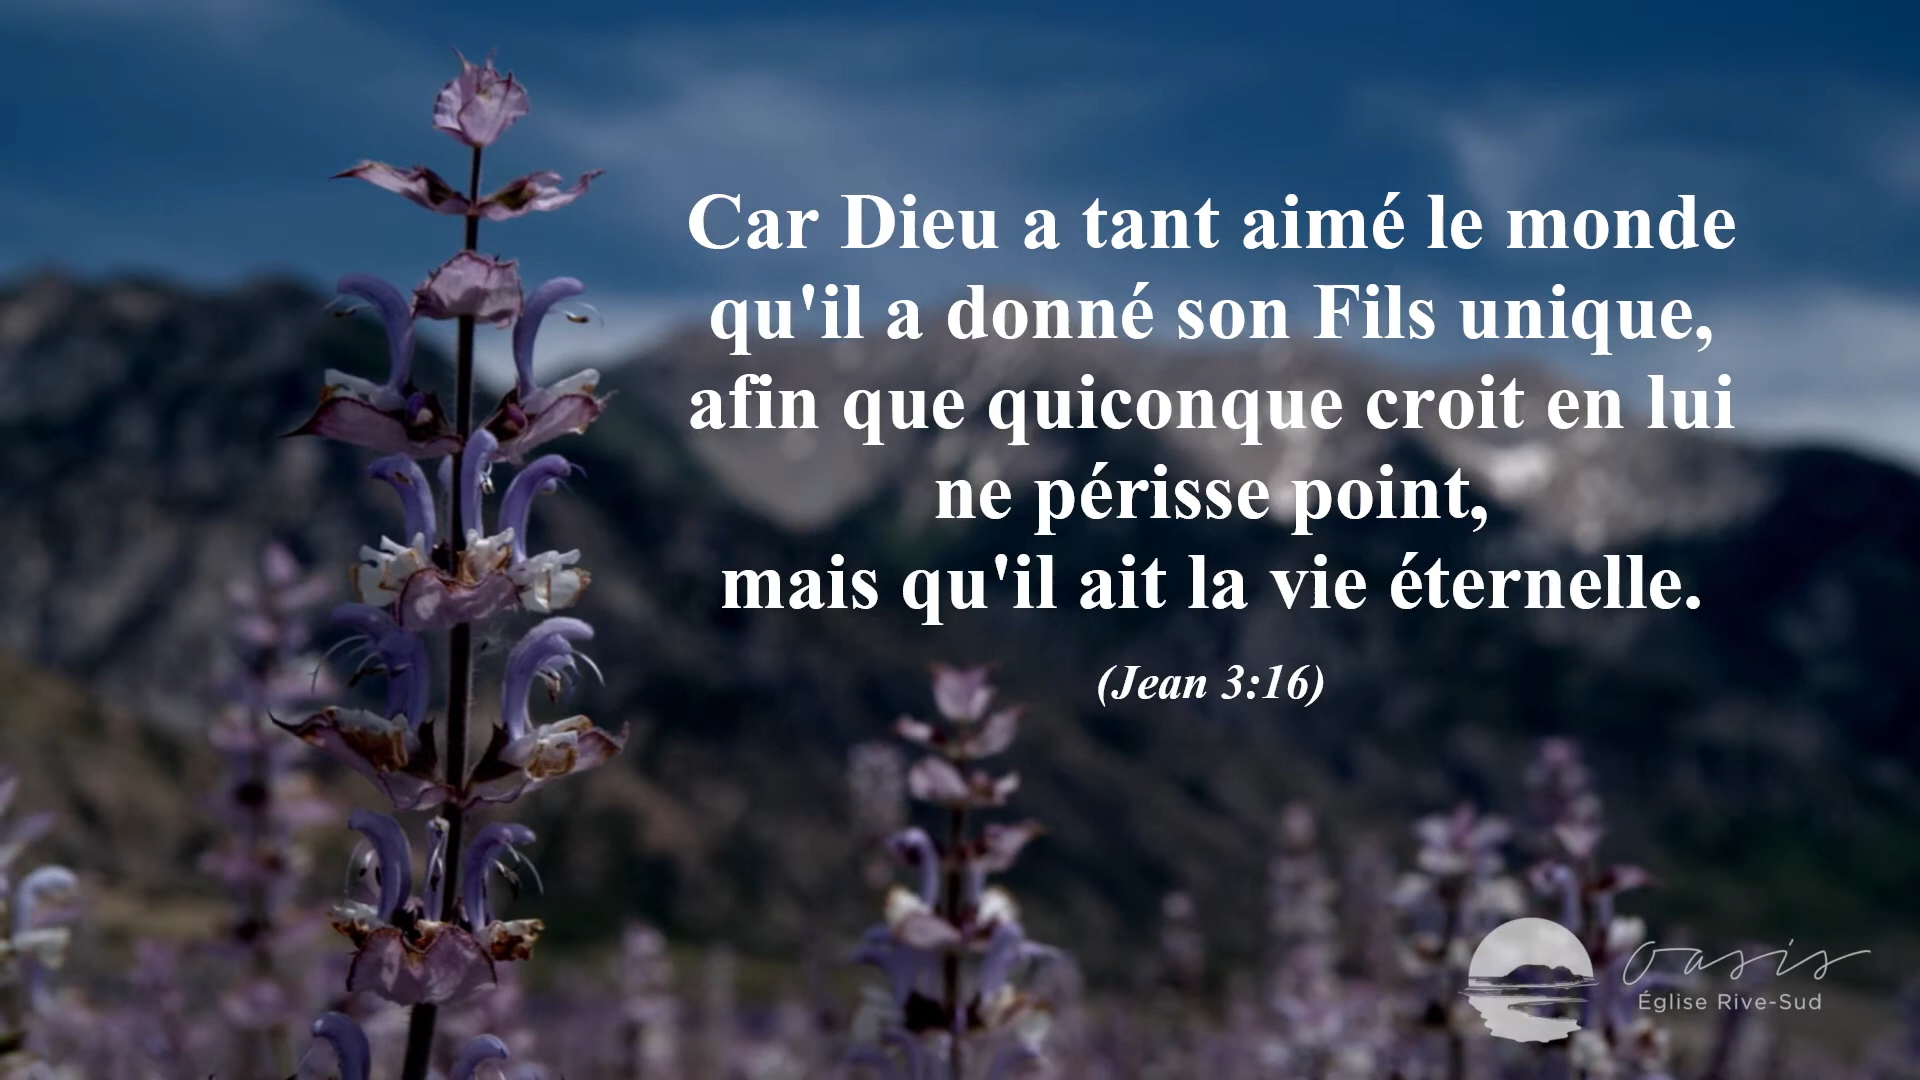 Car Dieu a tant aimé le monde
qu'il a donné son Fils unique,
afin que quiconque croit en lui
ne périsse point,
mais qu'il ait la vie éternelle.
(Jean 3:16)
oasis
Église Rive-Sud